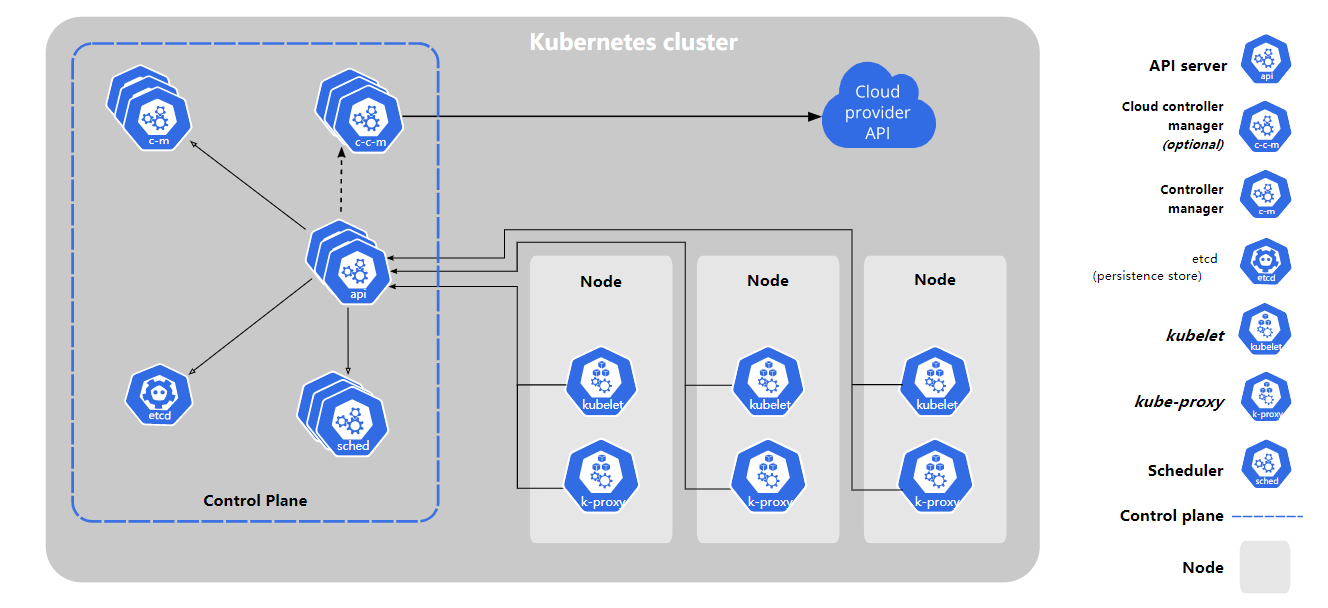 Kubernetes cluster
c-m
c-c-m
Cloud
provider
API
api
etcd
sched
Control Plane
Node
kubelet
k-proxy
Node
kubelet
k-proxy
Node
kubelet
k-proxy
API server
api
Cloud controller
manager
(optional)
c-c-m
Controller
manager
c-m
etcd
(persistence store)
etcd
kubelet
kubelet
kube-proxy
k-proxy
Scheduler
sched
Control plane
Node